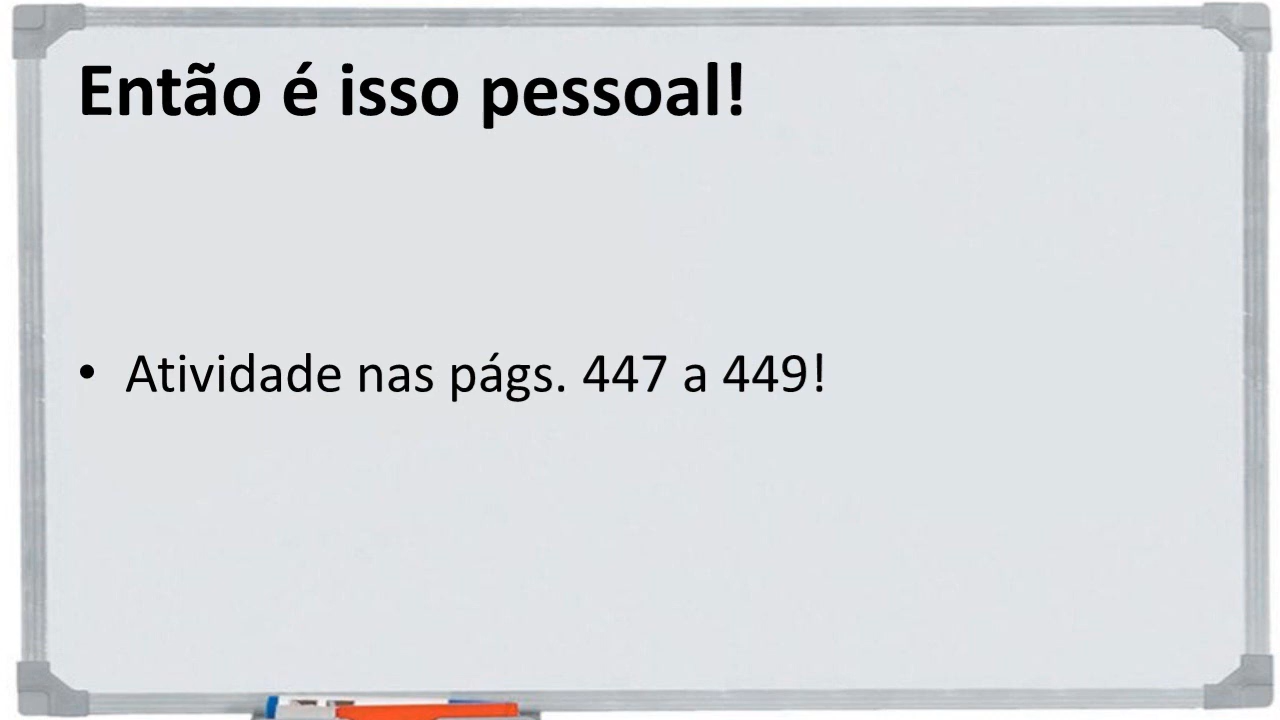 Então é isso pessoal!
• Atividade nas págs. 447 a 449!